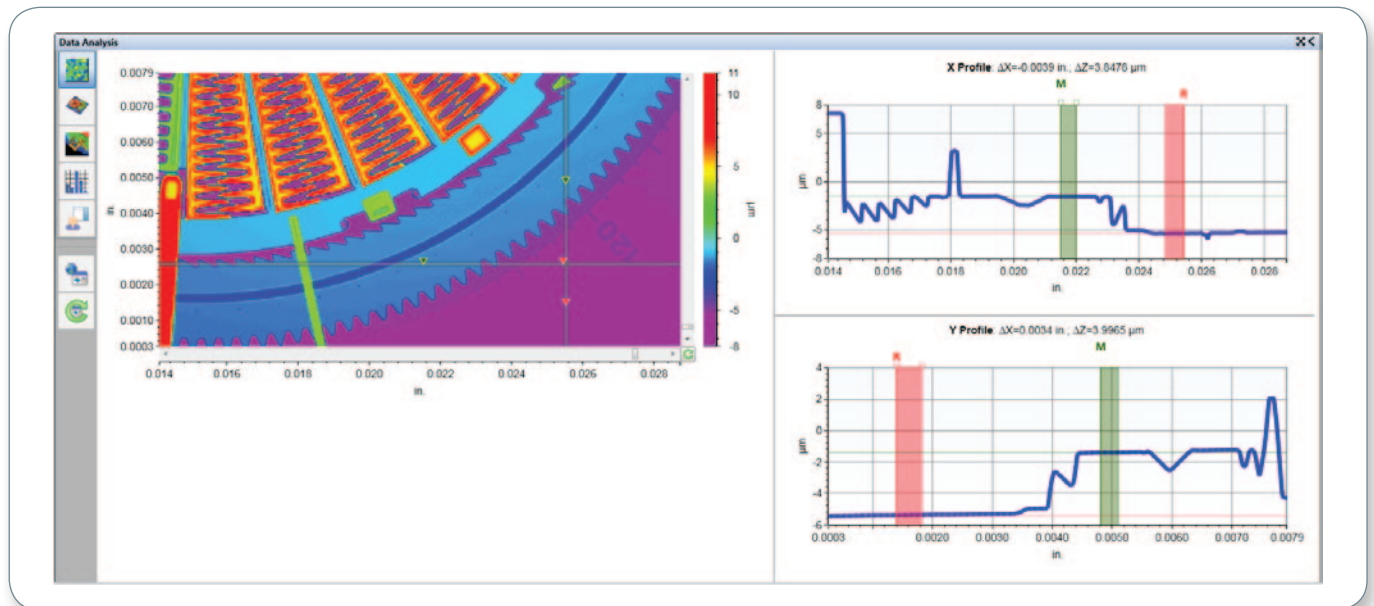 Data Analysis
0.0079
0.0070
0.0060
0.0050
0.0040
0.0030
0.0020
0.0010
0.0003
in.
0.014 0.016 0.018 0.020 0.022 0.024 0.026 0.028
in.
120
11
10
5
0
-5
-8
µm
X Profile: ΔX=-0.0039 in.; ΔZ=3.8476 µm
M R
8
5
0
-5
-8
µm
0.014 0.016 0.018 0.020 0.022 0.024 0.026 0.028
in.
Y Profile: ΔX=0.0034 in.; ΔZ=3.9965 µm
R M
4
2
0
-2
-4
-6
µm
0.0003 0.0020 0.0030 0.0040 0.0050 0.0060 0.0070 0.0079
in.